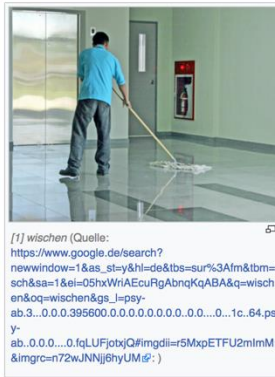 [1] wischen (Quelle:
https://www.google.de/search?
newwindow=1&as_st=y&hl=de&tbs=sur%3Afm&tbm=
sch&sa=1&ei=05hxWriAEcuRgAbnqKqABA&q=wisch
en&oq=wischen&gs_l=psy-
ab.3...0.0.0.395600.0.0.0.0.0.0.0.0..0.0....0...1c..64.ps
y-
ab..0.0.0....0.fqLUFjotxjQ#imgdii=r5MxpETFU2mImM
&imgrc=n72wJNNjj6hyUM : )